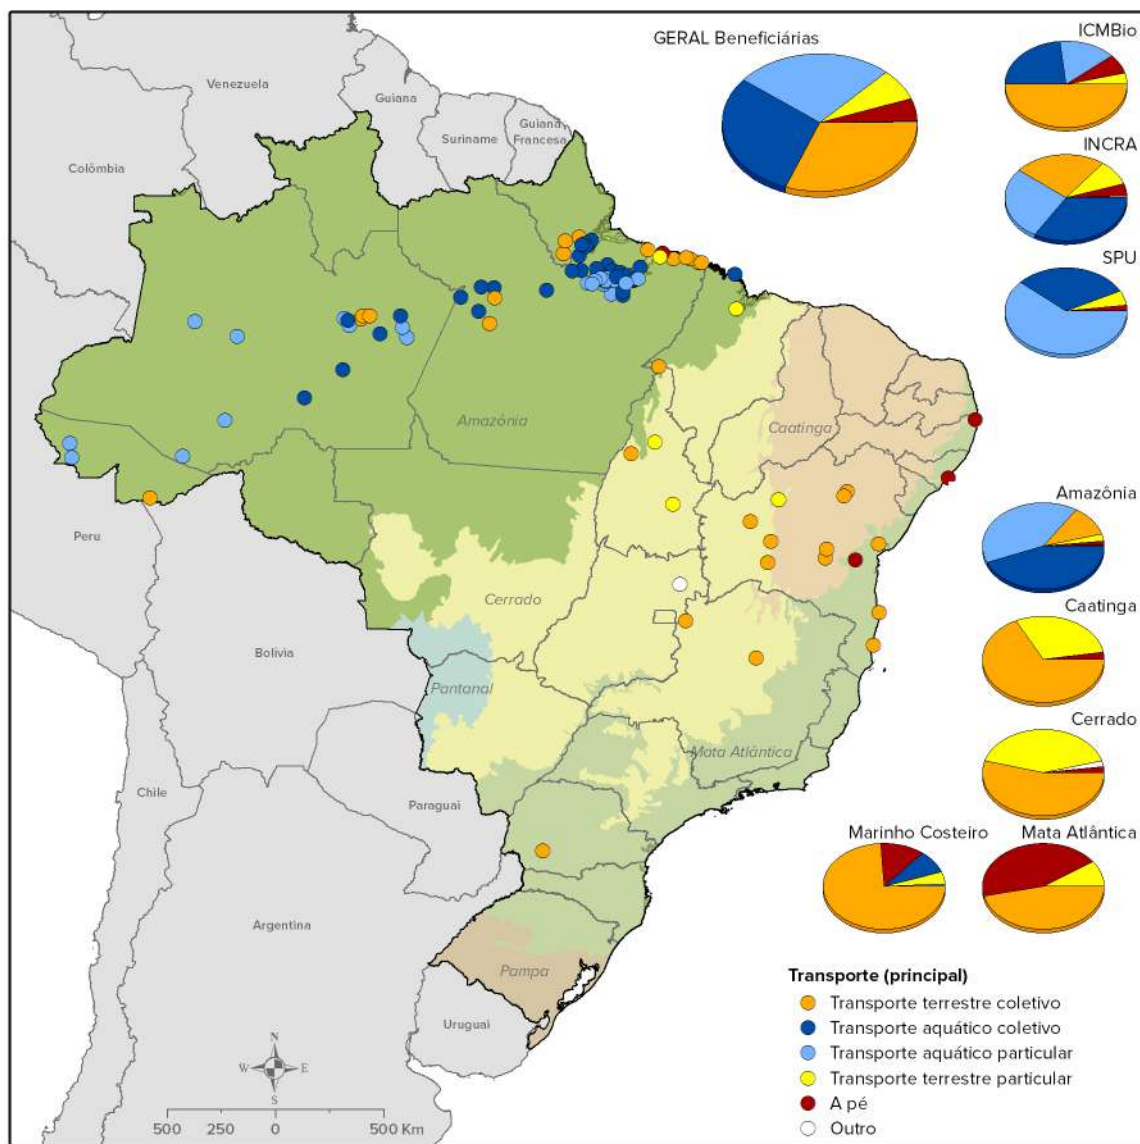 GERAL Beneficiárias
ICMBio
INCRA
SPU
Venezuela
Guiana
Suriname
Guiana
Francesa
Colômbia
Amazônia
Caatinga
Peru
Cerrado
Bolivia
Pantanal
Mata Atlântica
Chile
Paraguai
Argentina
Pampa
Uruguai
Amazônia
Caatinga
Cerrado
Marinho Costeiro
Mata Atlântica
Transporte (principal)
Transporte terrestre coletivo
Transporte aquático coletivo
Transporte aquático particular
Transporte terrestre particular
A pé
Outro
N
W
E
S
500 250 0 500 Km